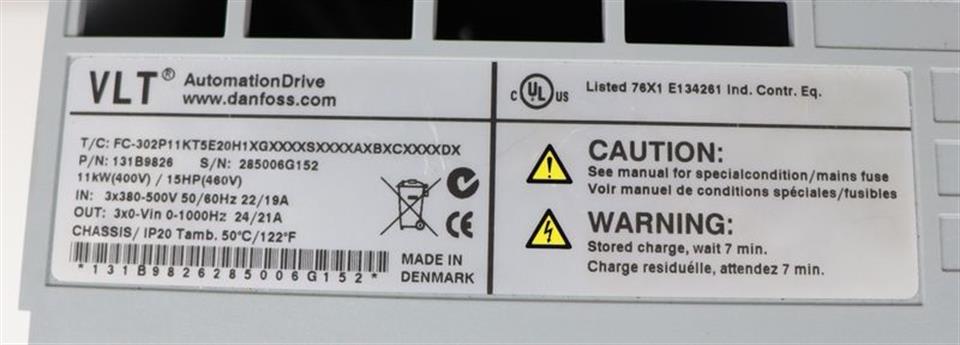 VLT® AutomationDrive
www.danfoss.com
T/C: FC-302P11KT5E20H1XGXXXXSXXXXAXBXCXXXXDX
P/N: 131B9826 S/N: 285006G152
11kW(400V) / 15HP(460V)
IN: 3x380-500V 50/60Hz 22/19A
OUT: 3x0-Vin 0-1000Hz 24/21A
CHASSIS/ IP20 Tamb. 50°C/122°F
*131B9826285006G152*
MADE IN
DENMARK
CE
c UL US Listed 76X1 E134261 Ind. Contr. Eq.
CAUTION:
See manual for specialcondition/mains fuse
Voir manuel de conditions spéciales/fusibles
WARNING:
Stored charge, wait 7 min.
Charge residuélle, attendez 7 min.